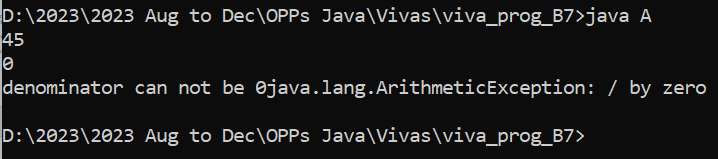 D:\2023\2023 Aug to Dec\OPPs Java\Vivas\viva_prog_B7>java A
45
0
denominator can not be 0java.lang.ArithmeticException: / by zero
D:\2023\2023 Aug to Dec\OPPs Java\Vivas\viva_prog_B7>